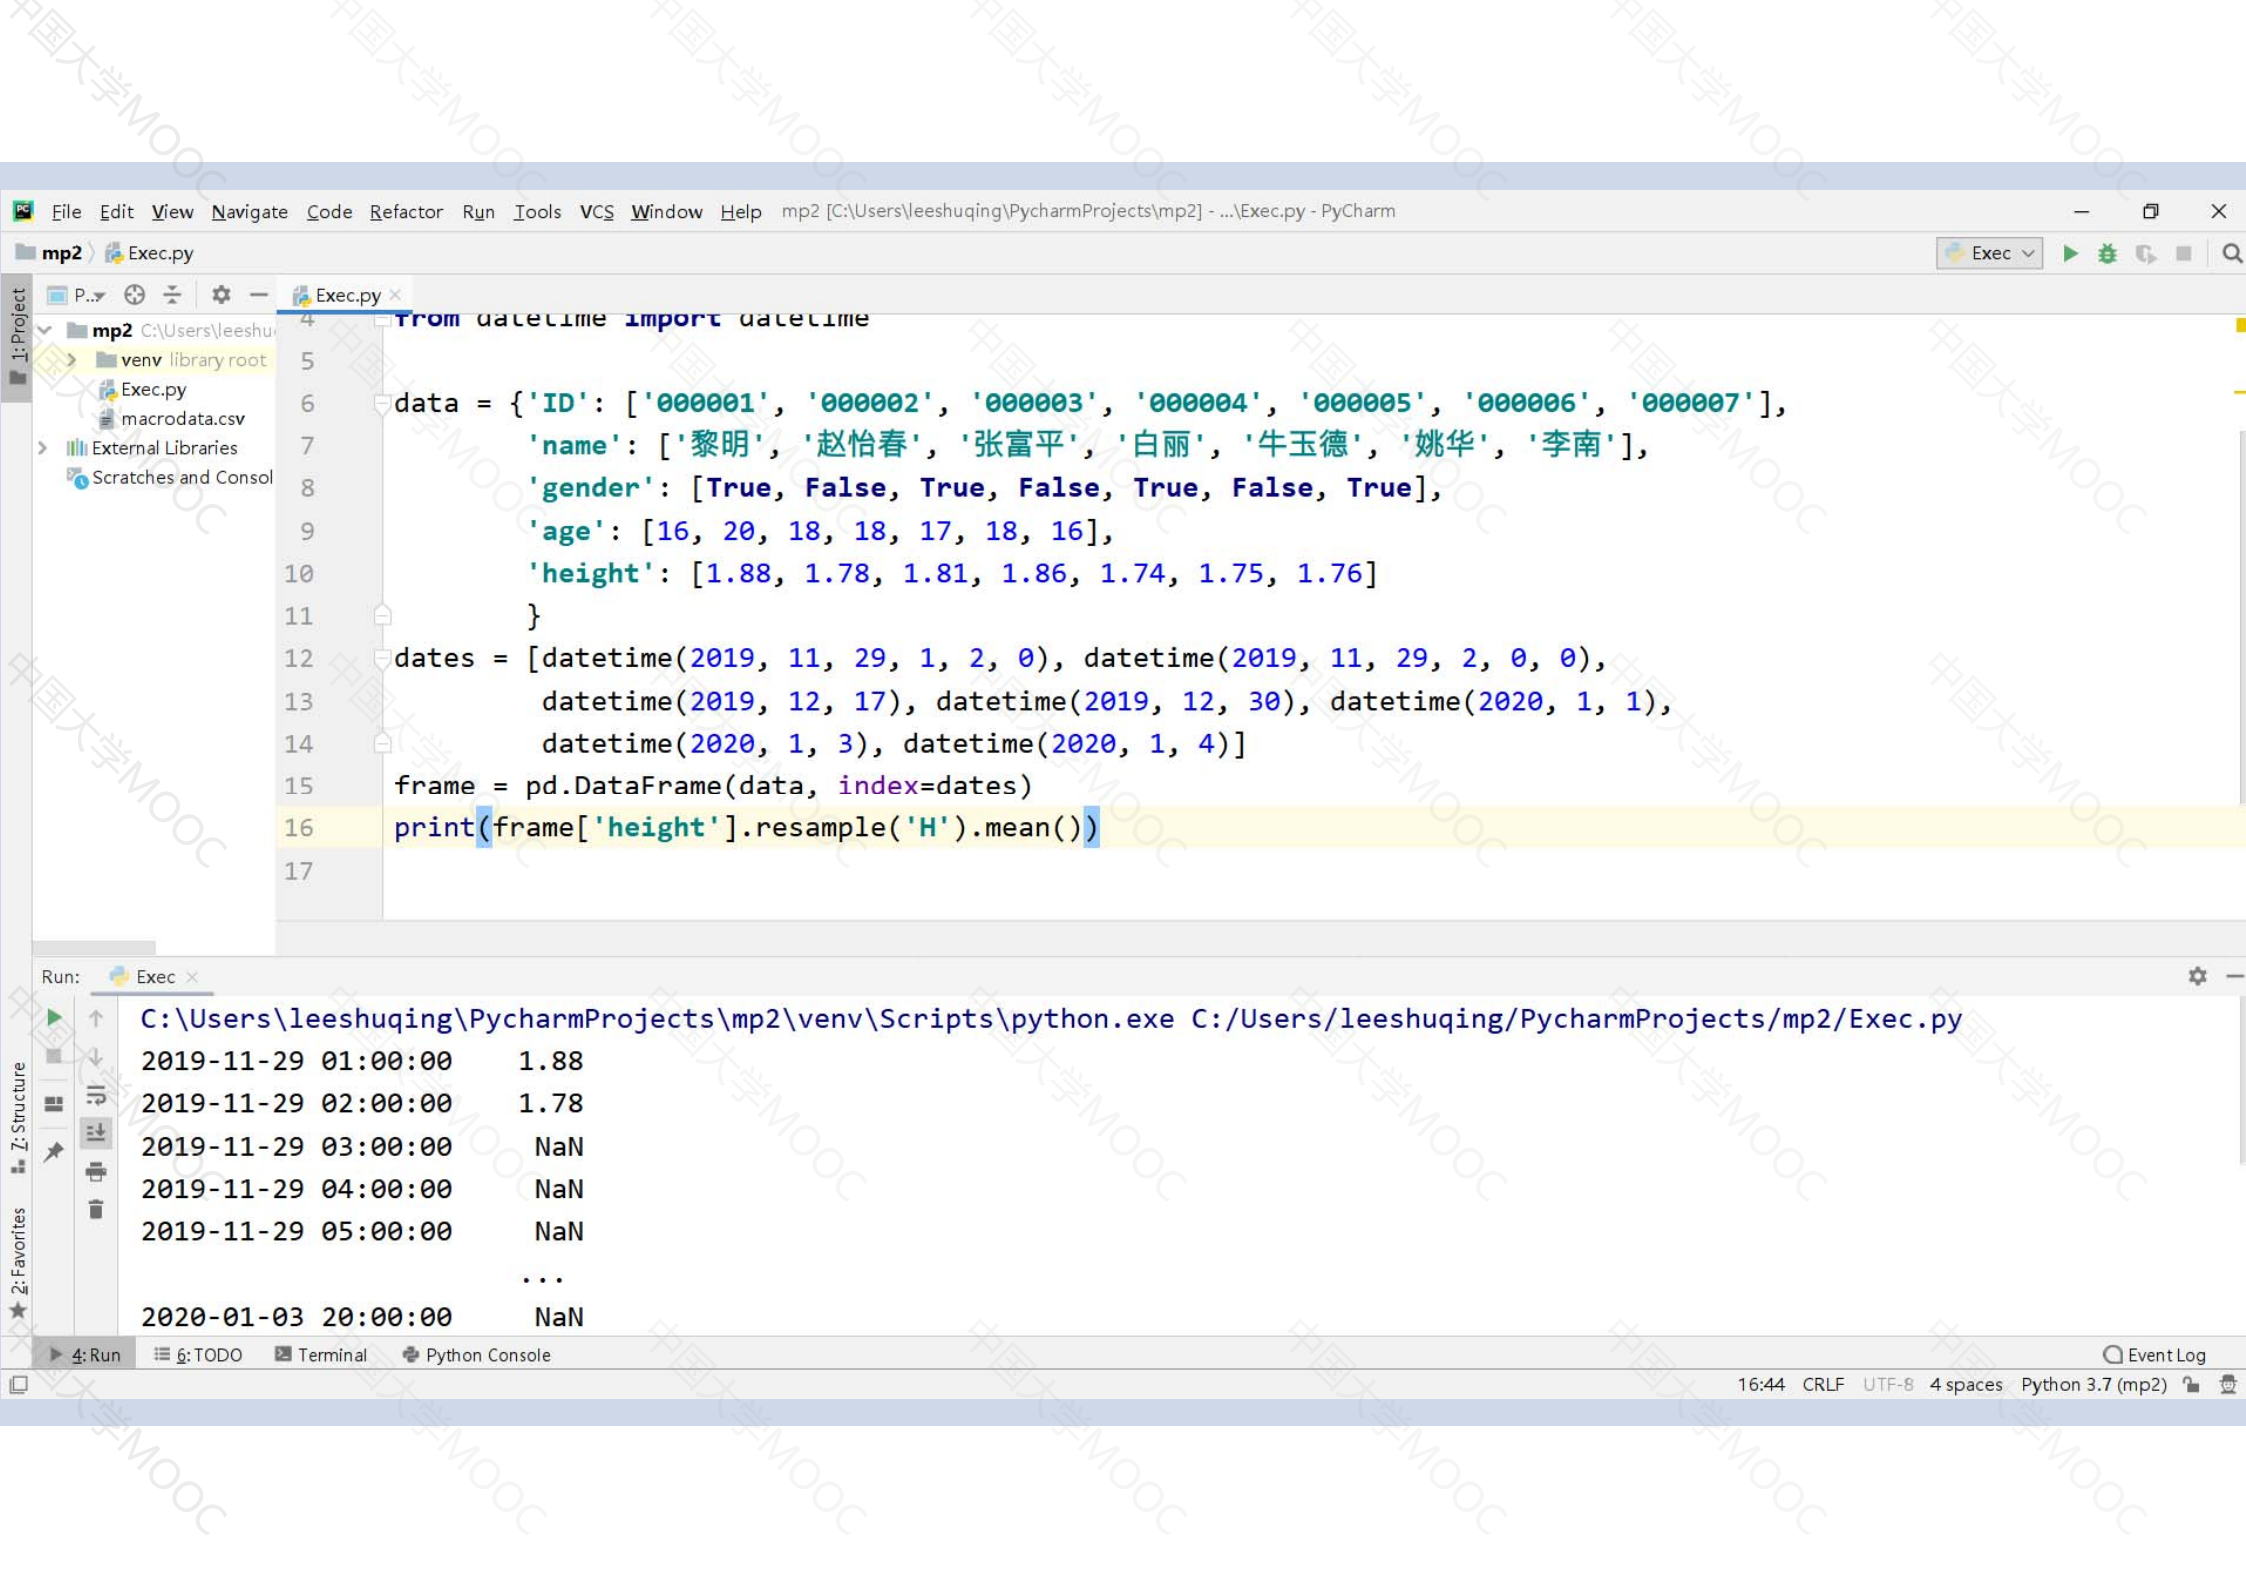 File Edit View Navigate Code Refactor Run Tools VCS Window Help mp2 [C:\Users\leeshuqing\PycharmProjects\mp2] - ...\Exec.py - PyCharm
mp2 Exec.py
Exec
P.. Exec.py
1: Project
mp2 C:\Users\leeshu
venv library root
Exec.py
macrodata.csv
External Libraries
Scratches and Consol
4 from datetime import datetime
5
6 data = {'ID': ['000001', '000002', '000003', '000004', '000005', '000006', '000007'],
7 'name': ['黎明', '赵怡春', '张富平', '白丽', '牛玉德', '姚华', '李南'],
8 'gender': [True, False, True, False, True, False, True],
9 'age': [16, 20, 18, 18, 17, 18, 16],
10 'height': [1.88, 1.78, 1.81, 1.86, 1.74, 1.75, 1.76]
11 }
12 dates = [datetime(2019, 11, 29, 1, 2, 0), datetime(2019, 11, 29, 2, 0, 0),
13 datetime(2019, 12, 17), datetime(2019, 12, 30), datetime(2020, 1, 1),
14 datetime(2020, 1, 3), datetime(2020, 1, 4)]
15 frame = pd.DataFrame(data, index=dates)
16 print(frame['height'].resample('H').mean())
17
Run: Exec
C:\Users\leeshuqing\PycharmProjects\mp2\venv\Scripts\python.exe C:/Users/leeshuqing/PycharmProjects/mp2/Exec.py
2019-11-29 01:00:00 1.88
2019-11-29 02:00:00 1.78
2019-11-29 03:00:00 NaN
2019-11-29 04:00:00 NaN
2019-11-29 05:00:00 NaN
...
2020-01-03 20:00:00 NaN
7: Structure
2: Favorites
4: Run 6: TODO Terminal Python Console Event Log
16:44 CRLF UTF-8 4 spaces Python 3.7 (mp2)
中国大学MOOC